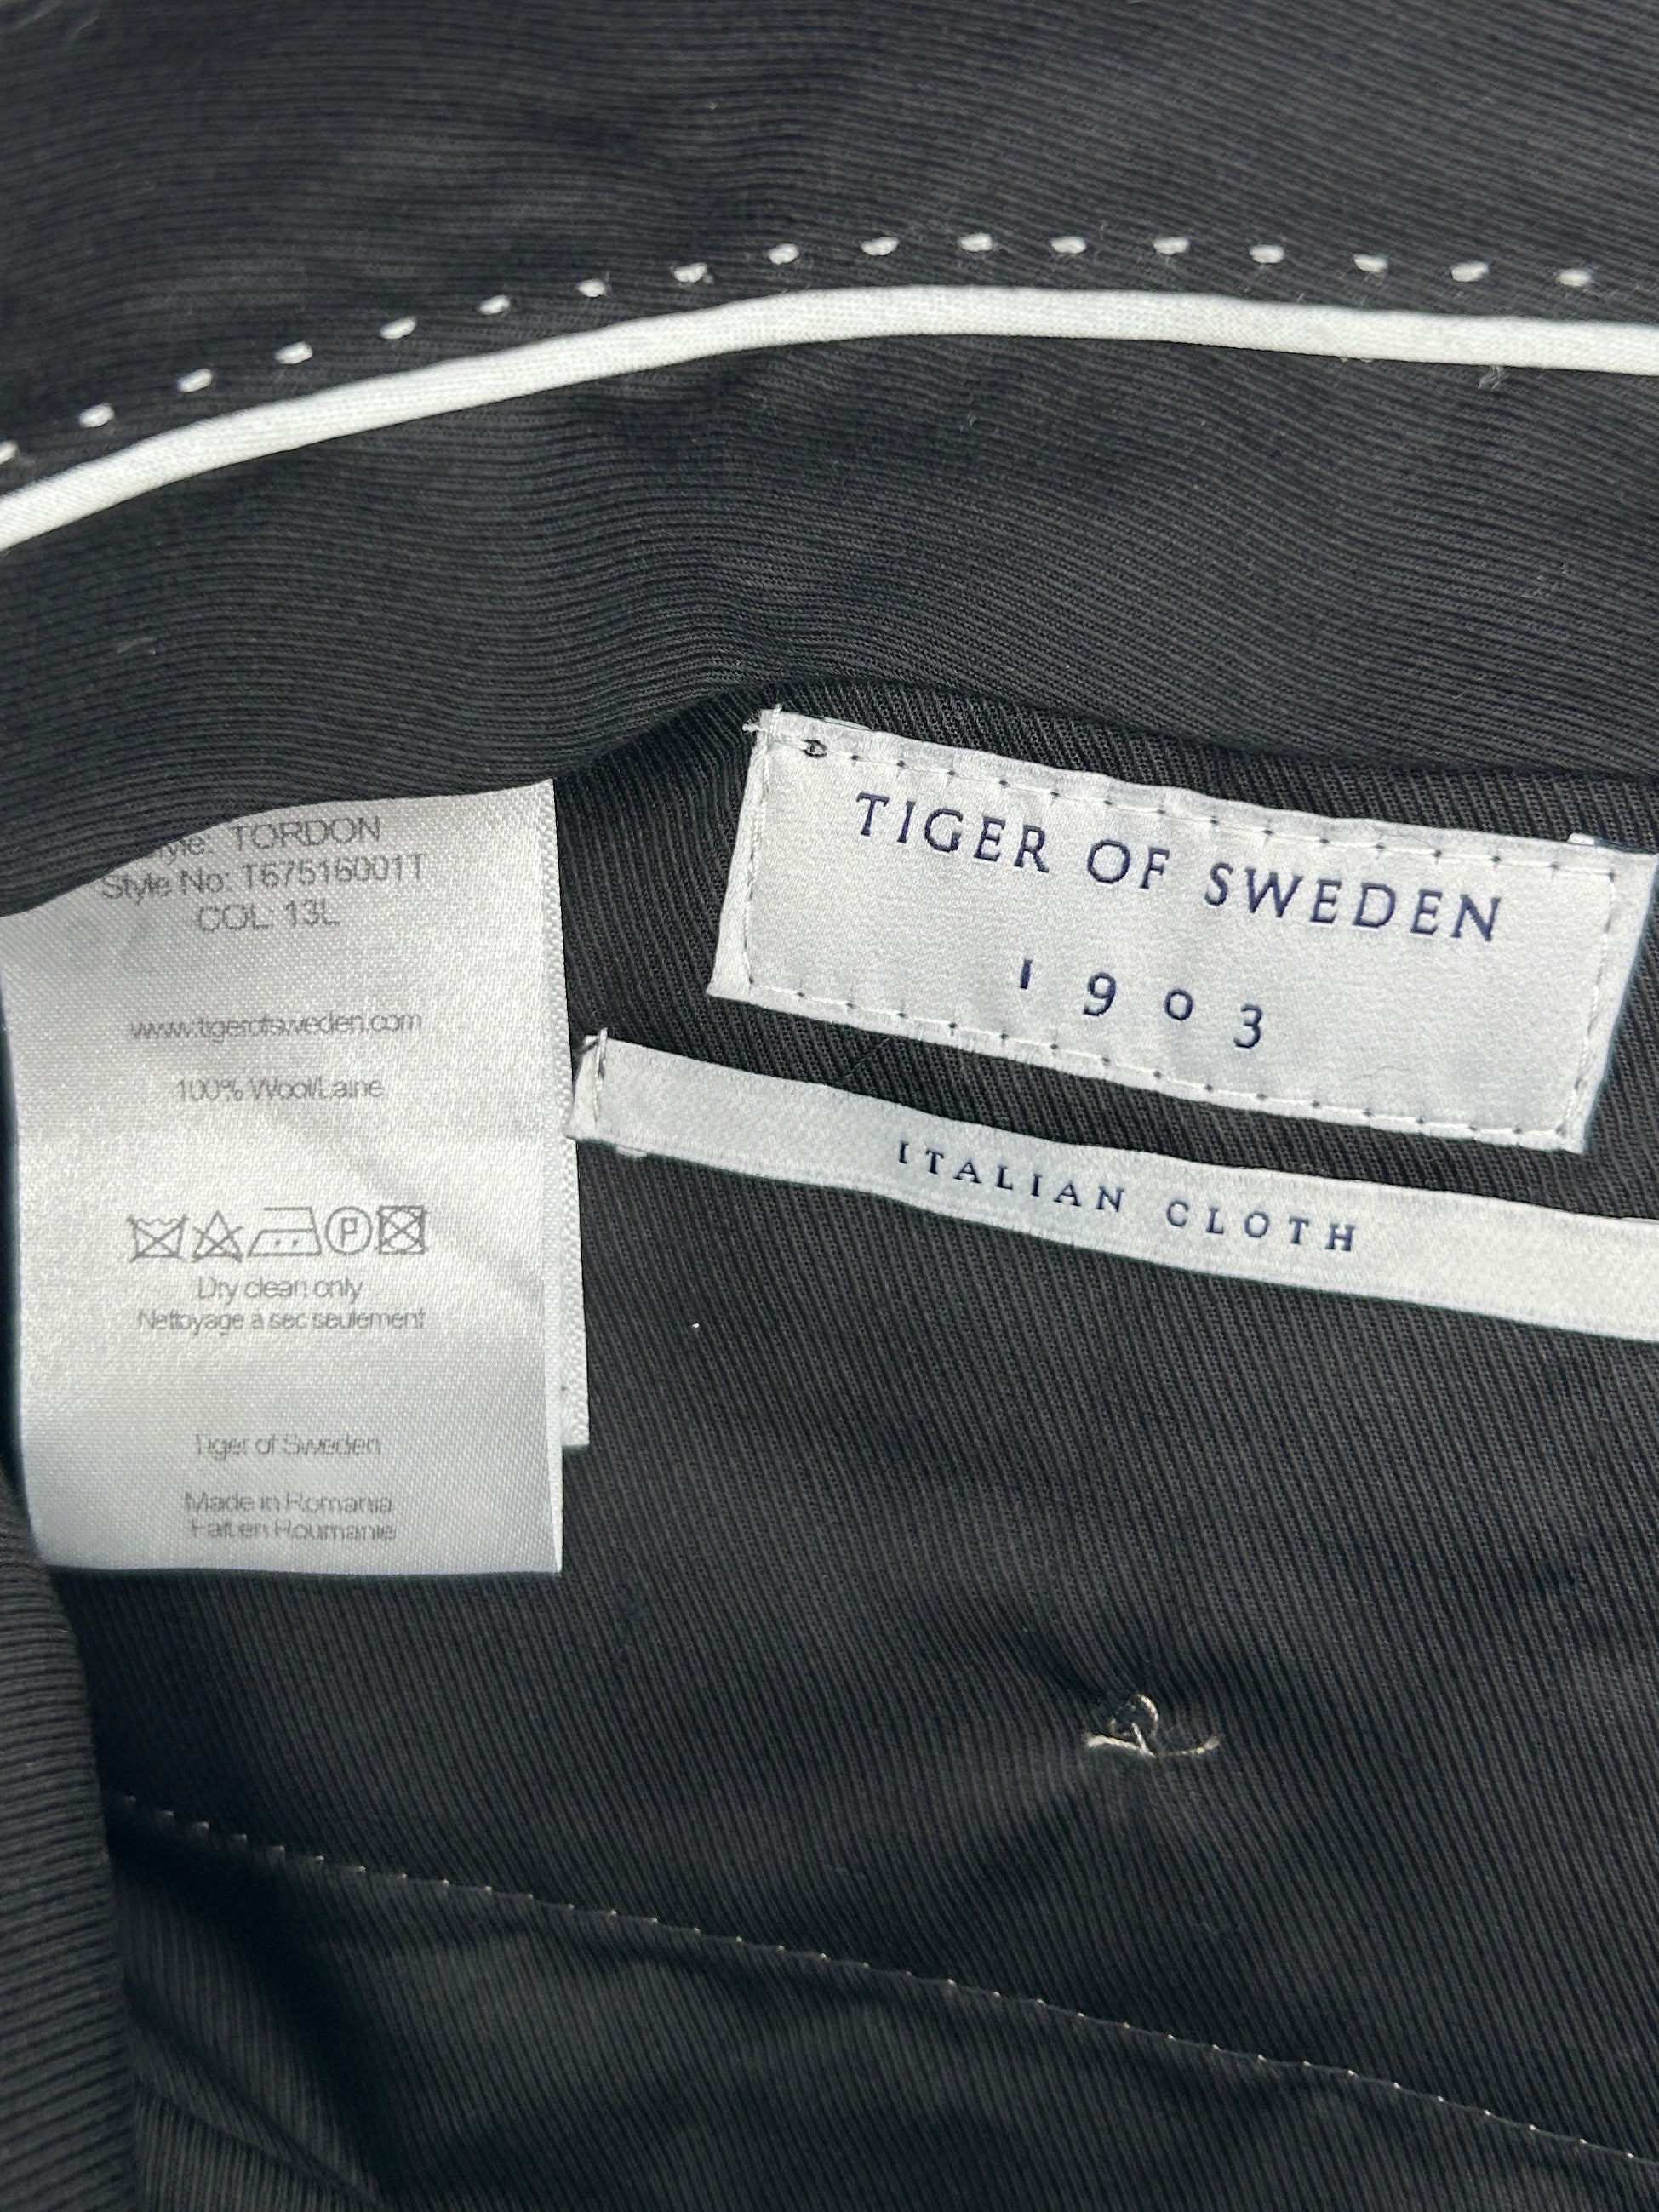 Style: TORDON
Style No: T67516001T
COL: 13L
www.tigerofsweden.com
100% Wool/Laine
P
Dry clean only
Nettoyage à sec seulement
Tiger of Sweden
Made in Romania
Fait en Roumanie
TIGER OF SWEDEN
1903
ITALIAN CLOTH